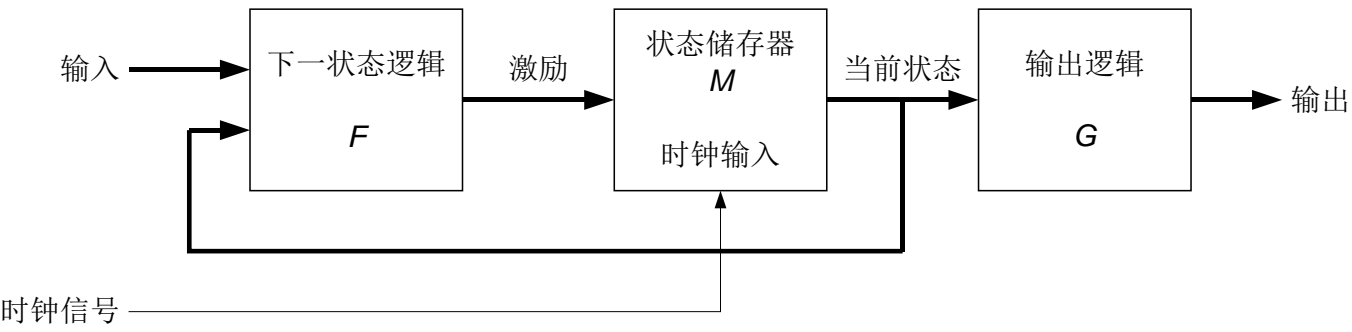 输入
下一状态逻辑
F
激励
状态储存器
M
时钟输入
当前状态
输出逻辑
G
输出
时钟信号